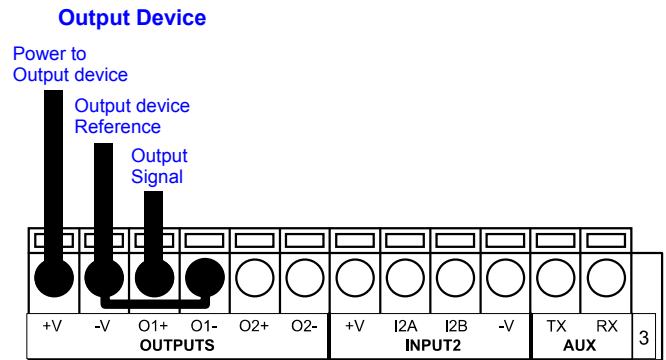 Output Device
Power to
Output device
Output device
Reference
Output
Signal
+V -V O1+ O1- O2+ O2- +V I2A I2B -V TX RX
OUTPUTS INPUT2 AUX 3